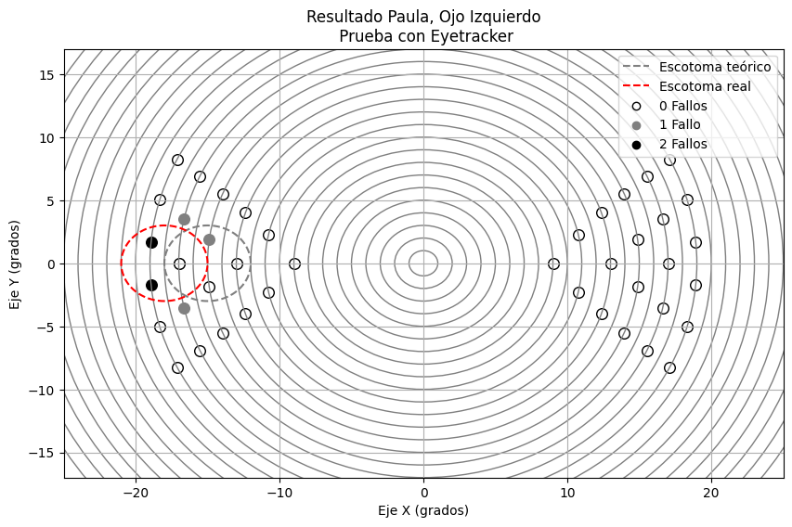 Resultado Paula, Ojo Izquierdo
Prueba con Eyetracker
Escotoma teórico
Escotoma real
0 Fallos
1 Fallo
2 Fallos
15
10
5
0
−5
−10
−15
Eje Y (grados)
−20
−10
0
10
20
Eje X (grados)